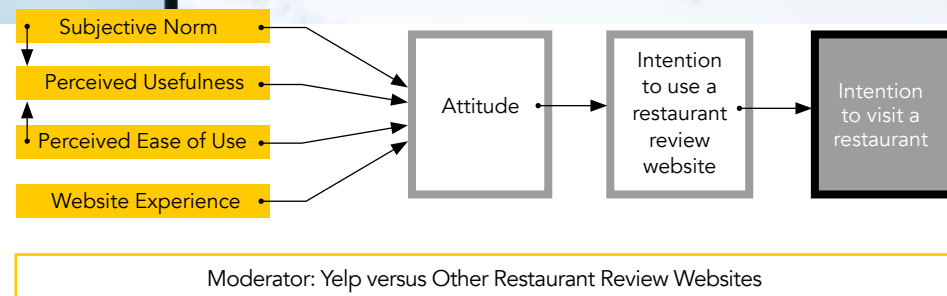 Subjective Norm
Perceived Usefulness
Perceived Ease of Use
Website Experience
Attitude
Intention
to use a
restaurant
review
website
Intention
to visit a
restaurant
Moderator: Yelp versus Other Restaurant Review Websites